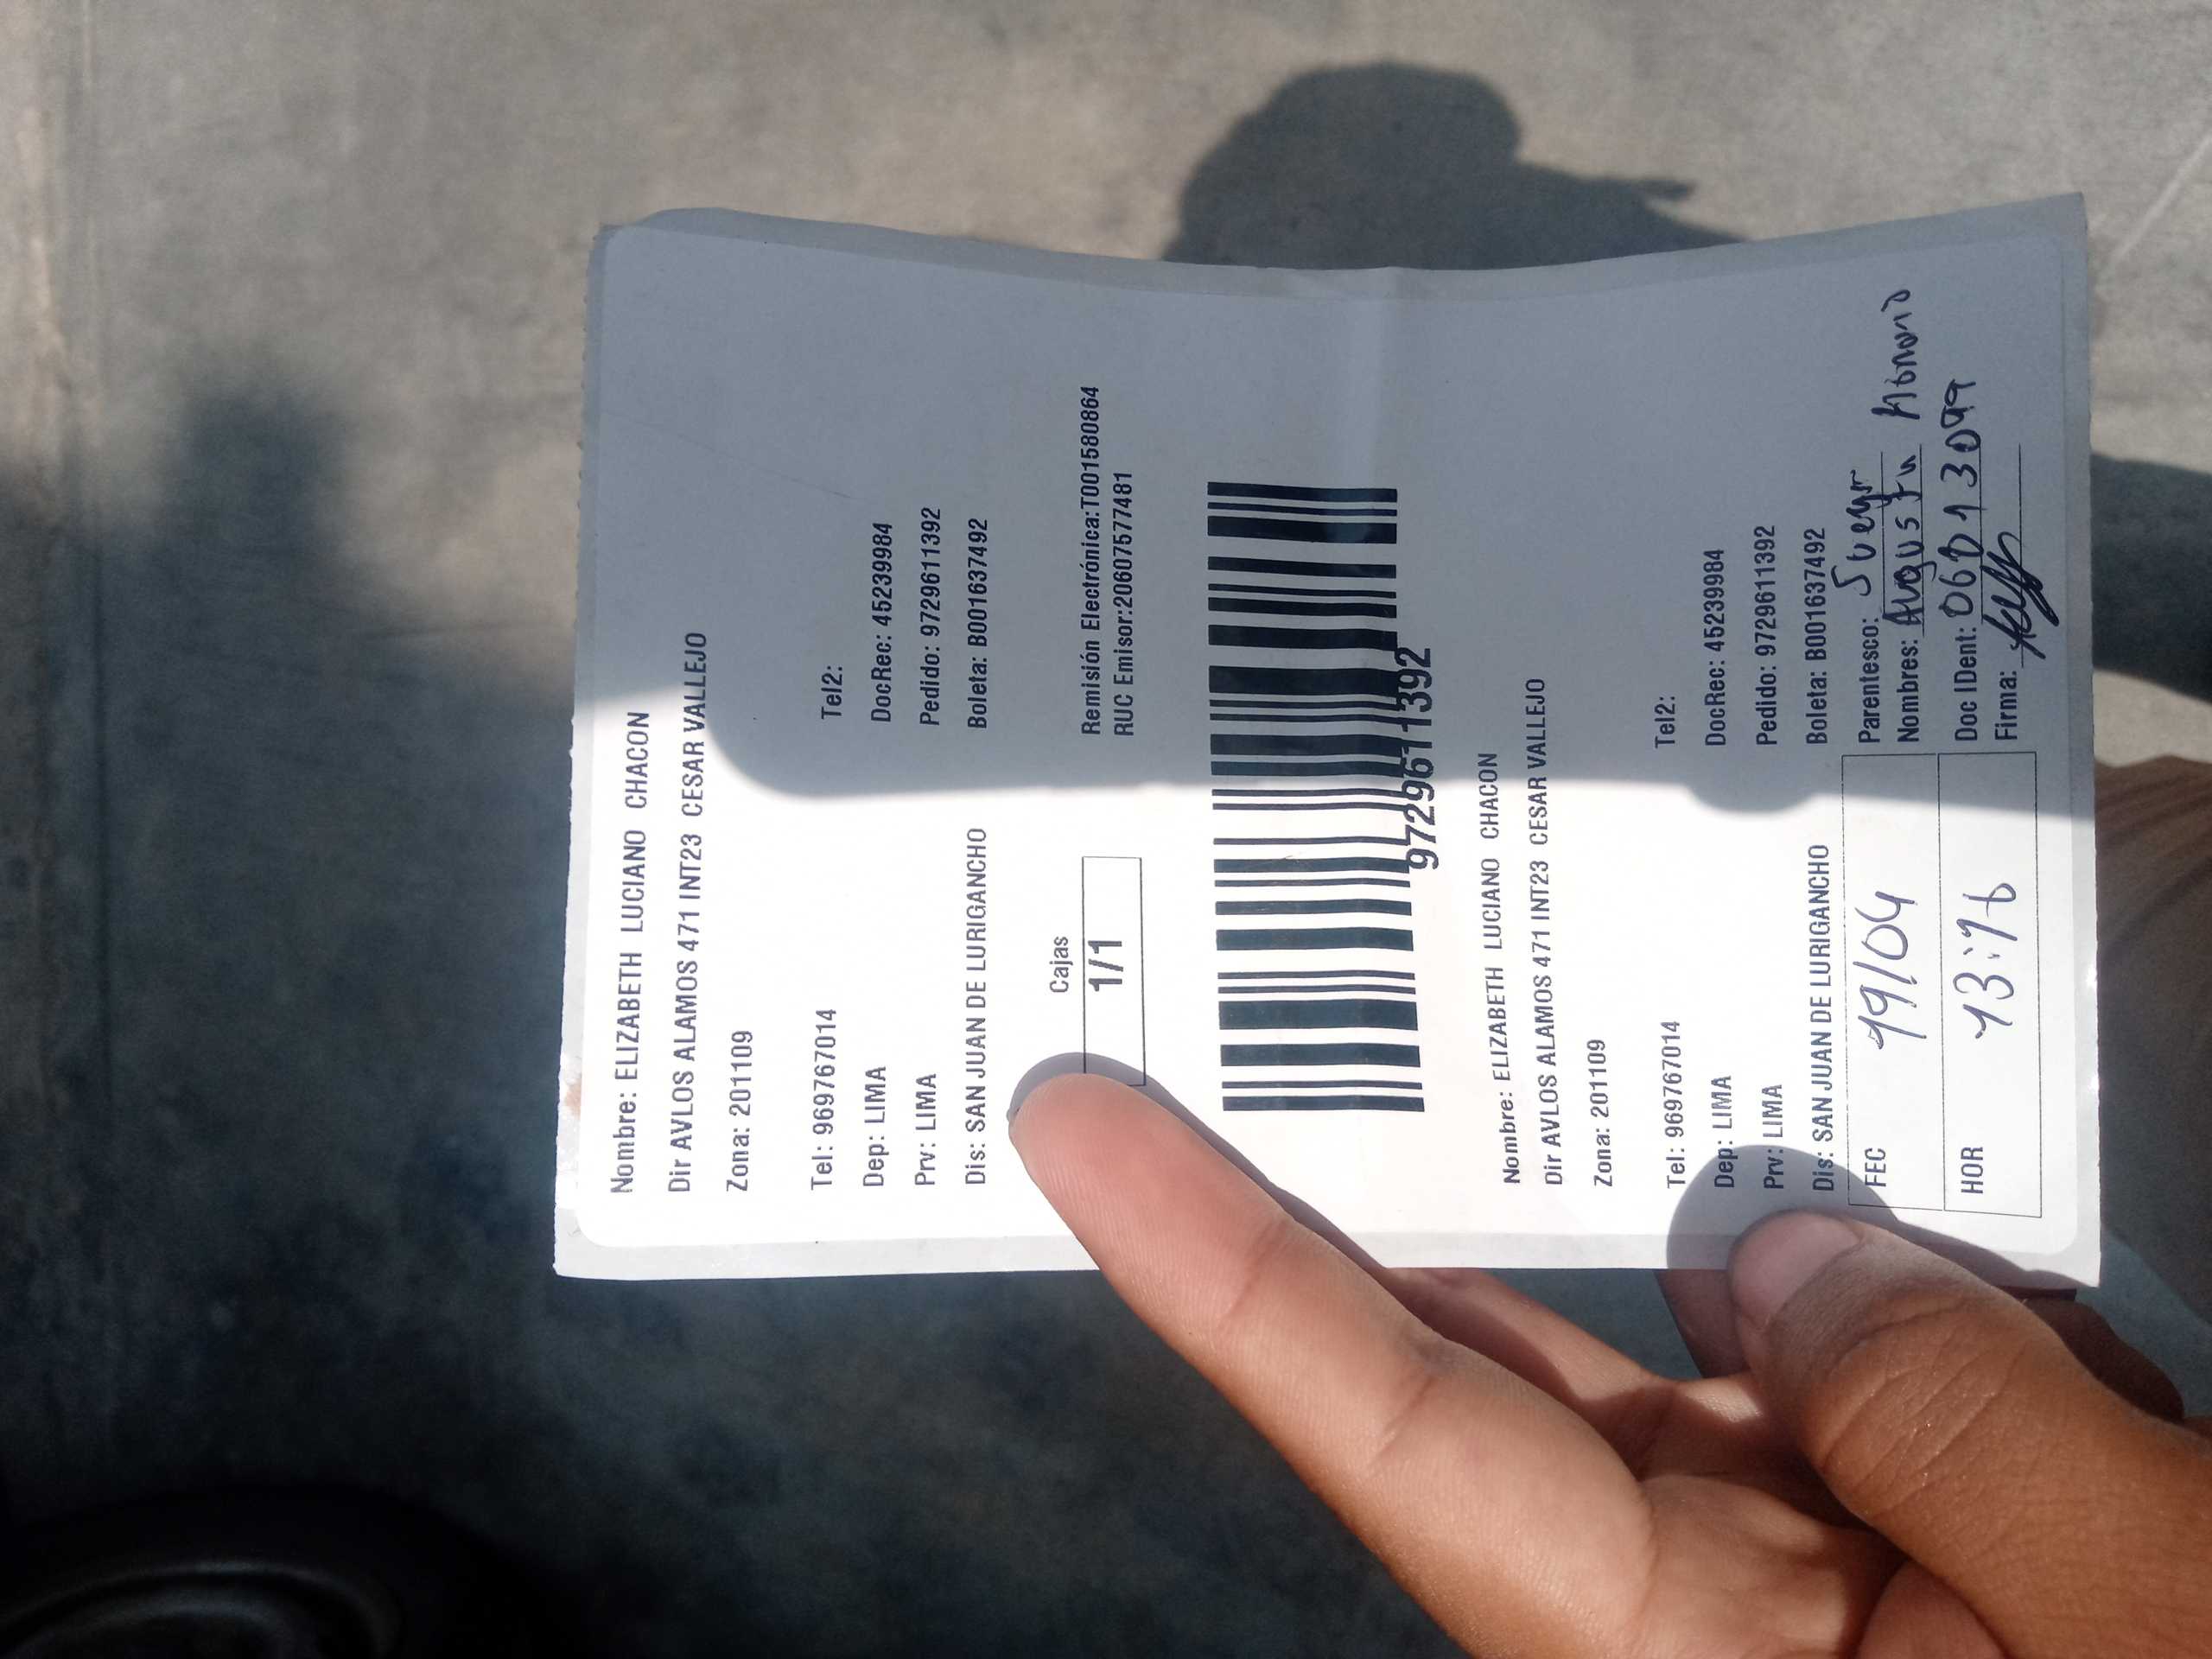 Nombre: ELIZABETH LUCIANO CHACON
Dir AVLOS ALAMOS 471 INT23 CESAR VALLEJO
Zona: 201109
Tel: 969767014 Tel2:
Dep: LIMA DocRec: 45239984
Prv: LIMA Pedido: 9729611392
Dis: SAN JUAN DE LURIGANCHO Boleta: B001637492
Cajas
1/1
Remisión Electrónica:T001580864
RUC Emisor:20607577481
9729611392
Nombre: ELIZABETH LUCIANO CHACON
Dir AVLOS ALAMOS 471 INT23 CESAR VALLEJO
Zona: 201109
Tel: 969767014 Tel2:
Dep: LIMA DocRec: 45239984
Prv: LIMA Pedido: 9729611392
Dis: SAN JUAN DE LURIGANCHO Boleta: B001637492
FEC 19/04
Parentesco: Suegr
Nombres: Agustin
HOR
Doc IDent:
Firma: